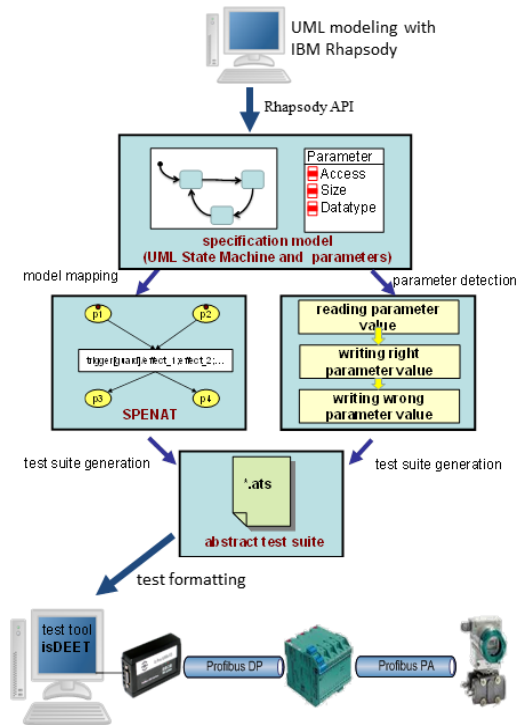 UML modeling with
IBM Rhapsody
Rhapsody API
Parameter
Access
Size
Datatype
specification model
(UML State Machine and parameters)
model mapping
parameter detection
p1
p2
trigger[guard]/effect_1;effect_2;...
p3
p4
SPENAT
reading parameter
value
writing right
parameter value
writing wrong
parameter value
test suite generation
test suite generation
*.ats
abstract test suite
test formatting
test tool
isDEET
Profibus DP
Profibus PA